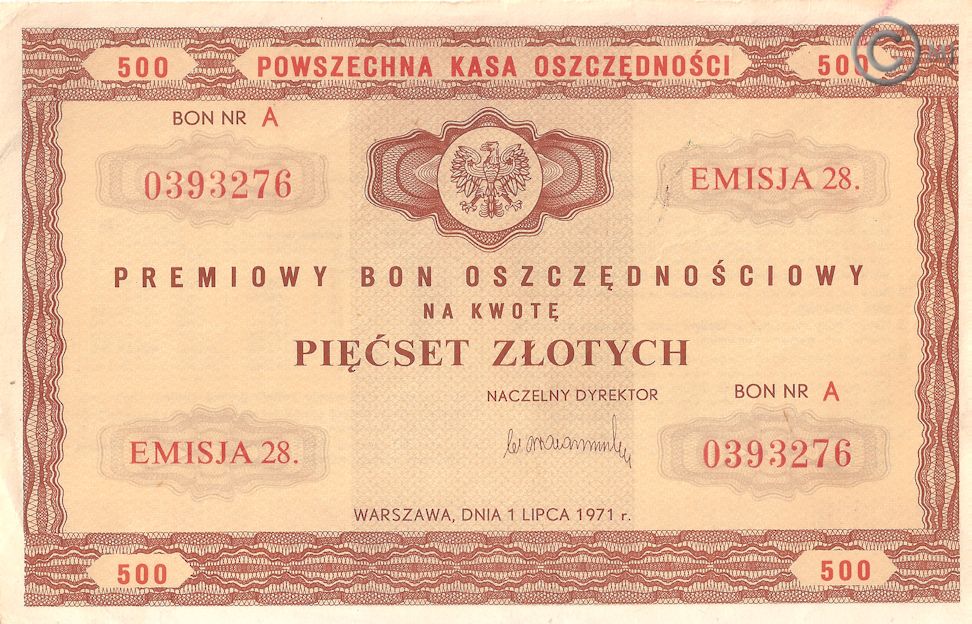 500 POWSZECHNA KASA OSZCZĘDNOŚCI 500
BON NR A
0393276
EMISJA 28.
PREMIOWY BON OSZCZĘDNOŚCIOWY
NA KWOTĘ
PIĘĆSET ZŁOTYCH
NACZELNY DYREKTOR
BON NR A
EMISJA 28.
0393276
WARSZAWA, DNIA 1 LIPCA 1971 r.
500
500